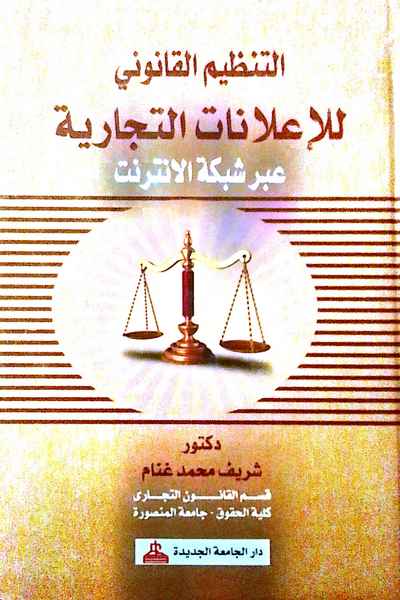 التنظيم القانوني
للإعلانات التجارية
عبر شبكة الانترنت
دكتور
شريف محمد غنام
قسم القانون التجارى
كلية الحقوق - جامعة المنصورة
دار الجامعة الجديدة